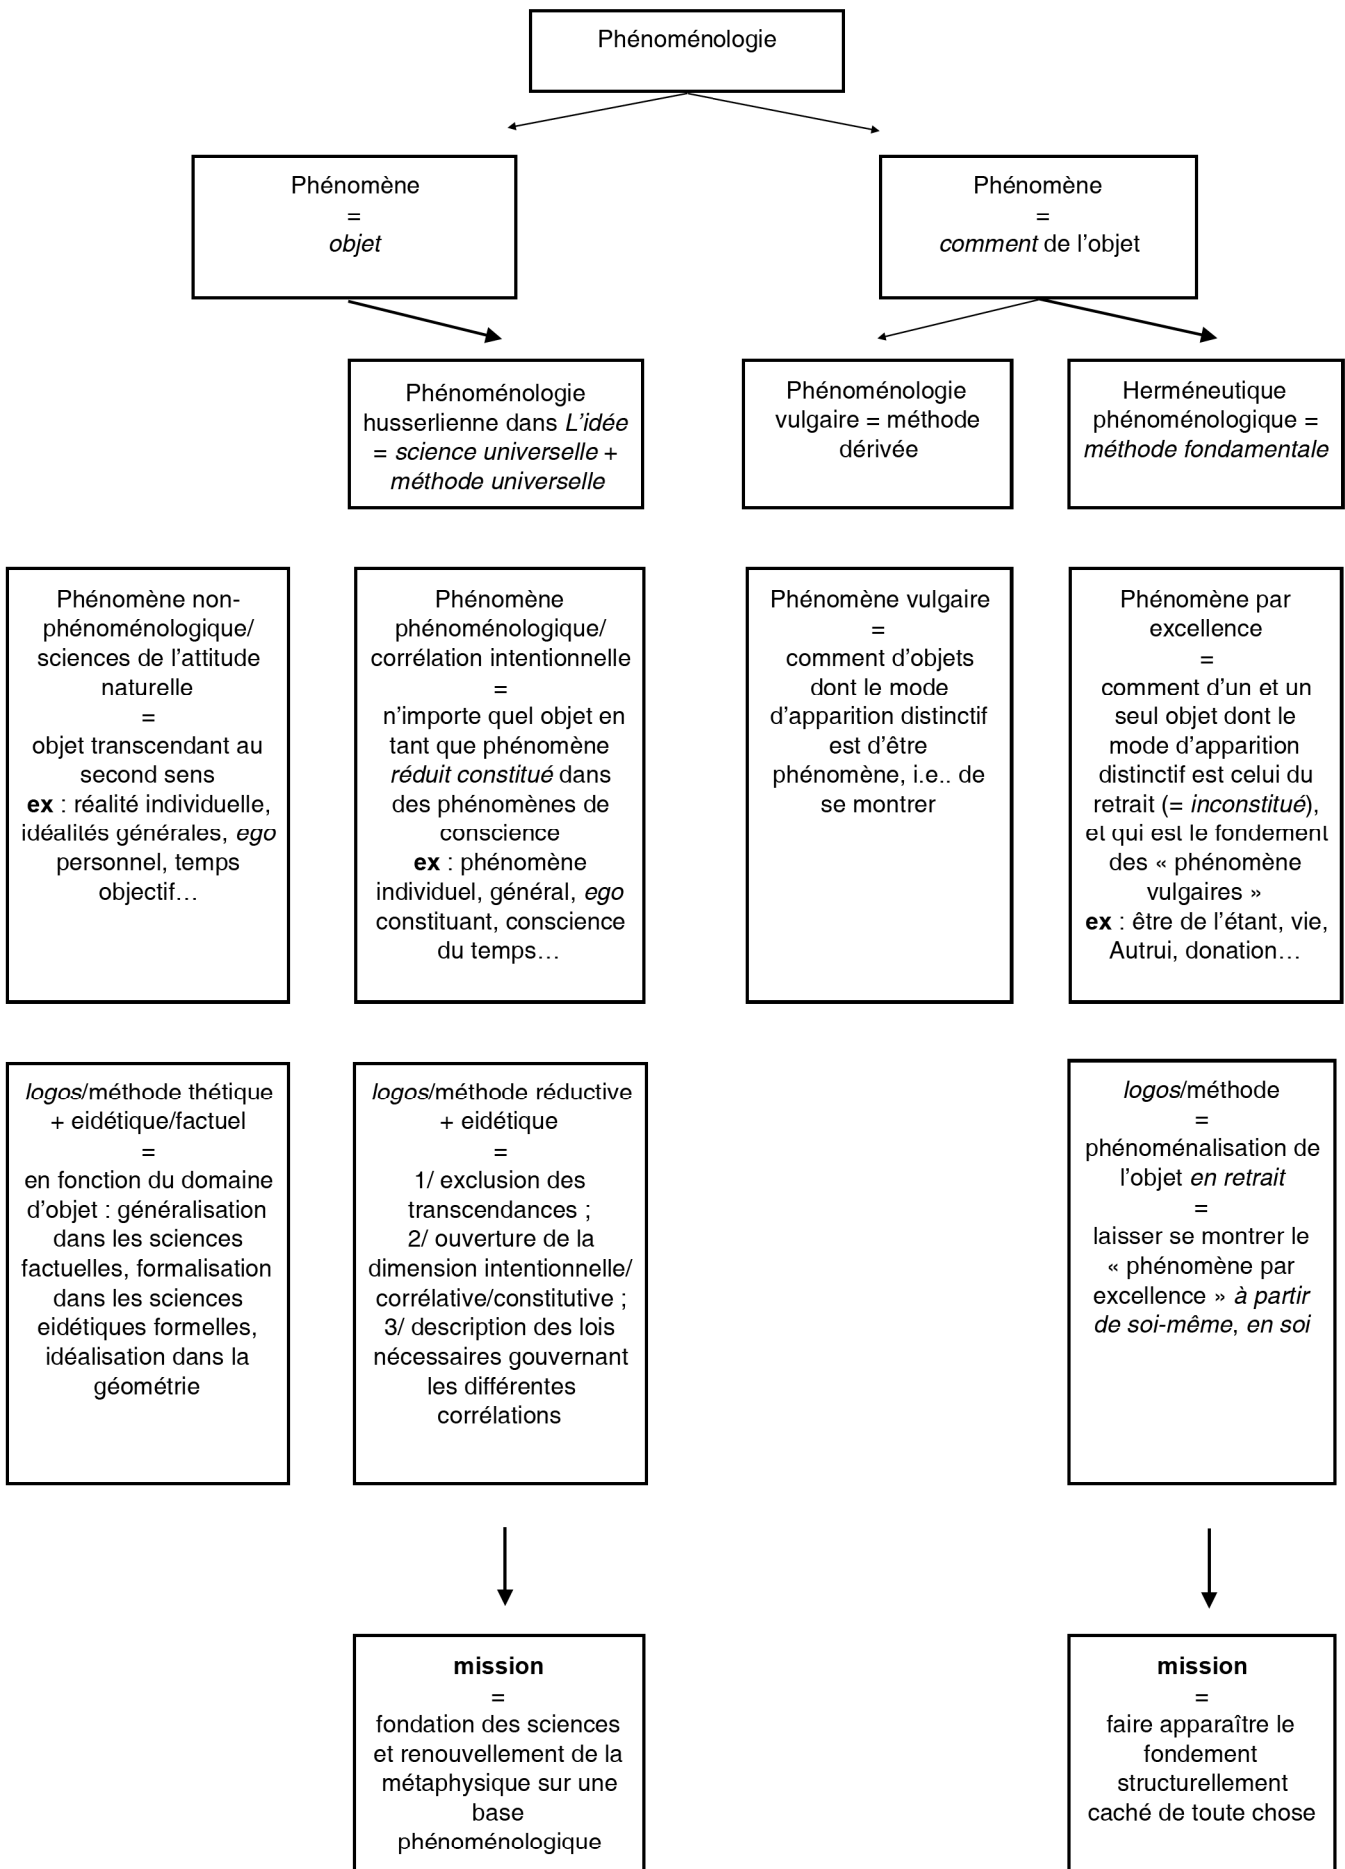 Phénoménologie
Phénomène
=
objet
Phénomène
=
comment de l'objet
Phénoménologie
husserlienne dans L'idée
= science universelle +
méthode universelle
Phénoménologie
vulgaire = méthode
dérivée
Herméneutique
phénoménologique =
méthode fondamentale
Phénomène non-
phénoménologique/
sciences de l'attitude
naturelle
=
objet transcendant au
second sens
ex : réalité individuelle,
idéalités générales, ego
personnel, temps
objectif…
Phénomène
phénoménologique/
corrélation intentionnelle
=
n'importe quel objet en
tant que phénomène
réduit constitué dans
des phénomènes de
conscience
ex : phénomène
individuel, général, ego
constituant, conscience
du temps…
Phénomène vulgaire
=
comment d'objets
dont le mode
d'apparition distinctif
est d'être
phénomène, i.e.. de
se montrer
Phénomène par
excellence
=
comment d'un et un
seul objet dont le
mode d'apparition
distinctif est celui du
retrait (= inconstitué),
et qui est le fondement
des « phénomène
vulgaires »
ex : être de l'étant, vie,
Autrui, donation…
logos/méthode thétique
+ eidétique/factuel
=
en fonction du domaine
d'objet : généralisation
dans les sciences
factuelles, formalisation
dans les sciences
eidétiques formelles,
idéalisation dans la
géométrie
logos/méthode réductive
+ eidétique
=
1/ exclusion des
transcendances ;
2/ ouverture de la
dimension intentionnelle/
corrélative/constitutive ;
3/ description des lois
nécessaires gouvernant
les différentes
corrélations
logos/méthode
=
phénoménalisation de
l'objet en retrait
=
laisser se montrer le
« phénomène par
excellence » à partir
de soi-même, en soi
mission
=
fondation des sciences
et renouvellement de la
métaphysique sur une
base
phénoménologique
mission
=
faire apparaître le
fondement
structurellement
caché de toute chose